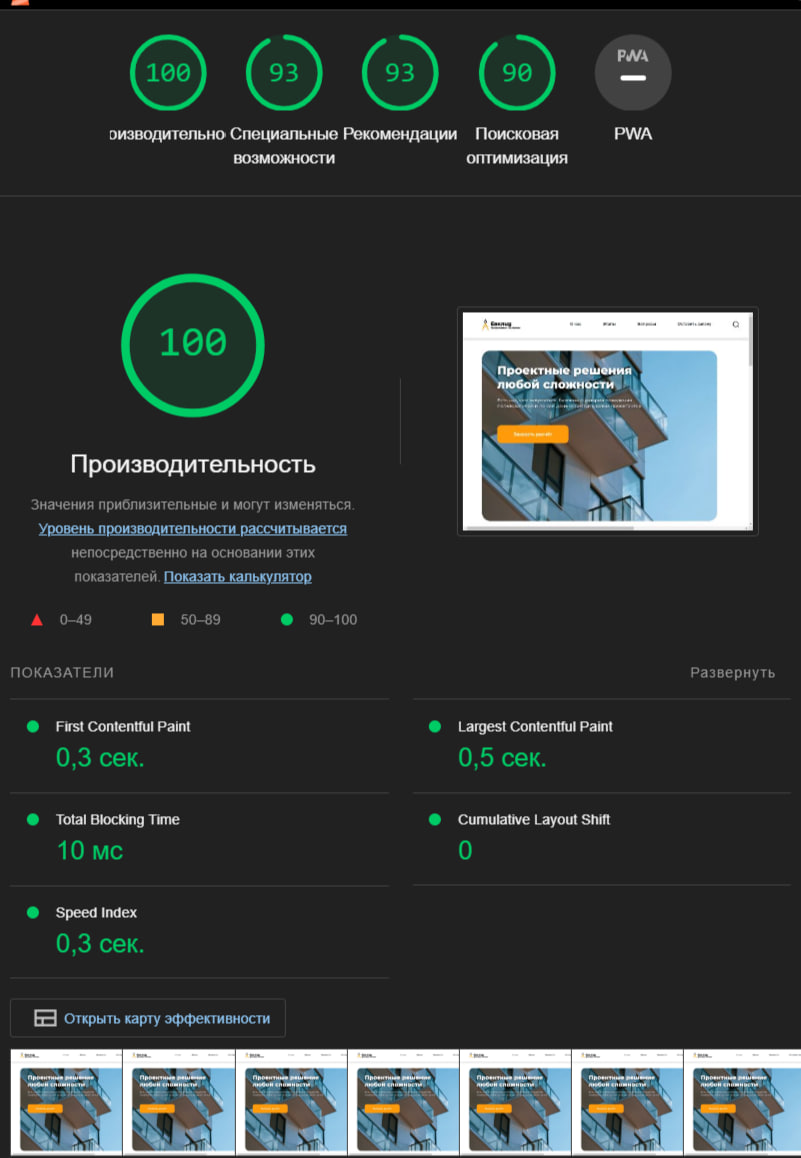 100
93
93
90
PWA
оизводительно
Специальные
возможности
Рекомендации
Поисковая
оптимизация
PWA
100
Производительность
Значения приблизительные и могут изменяться.
Уровень производительности рассчитывается
непосредственно на основании этих
показателей. Показать калькулятор
0–49
50–89
90–100
Проектные решения
любой сложности
ПОКАЗАТЕЛИ
Развернуть
First Contentful Paint
0,3 сек.
Largest Contentful Paint
0,5 сек.
Total Blocking Time
10 мс
Cumulative Layout Shift
0
Speed Index
0,3 сек.
Открыть карту эффективности
Проектные решения
любой сложности
Проектные решения
любой сложности
Проектные решения
любой сложности
Проектные решения
любой сложности
Проектные решения
любой сложности
Проектные решения
любой сложности
Проектные решения
любой сложности